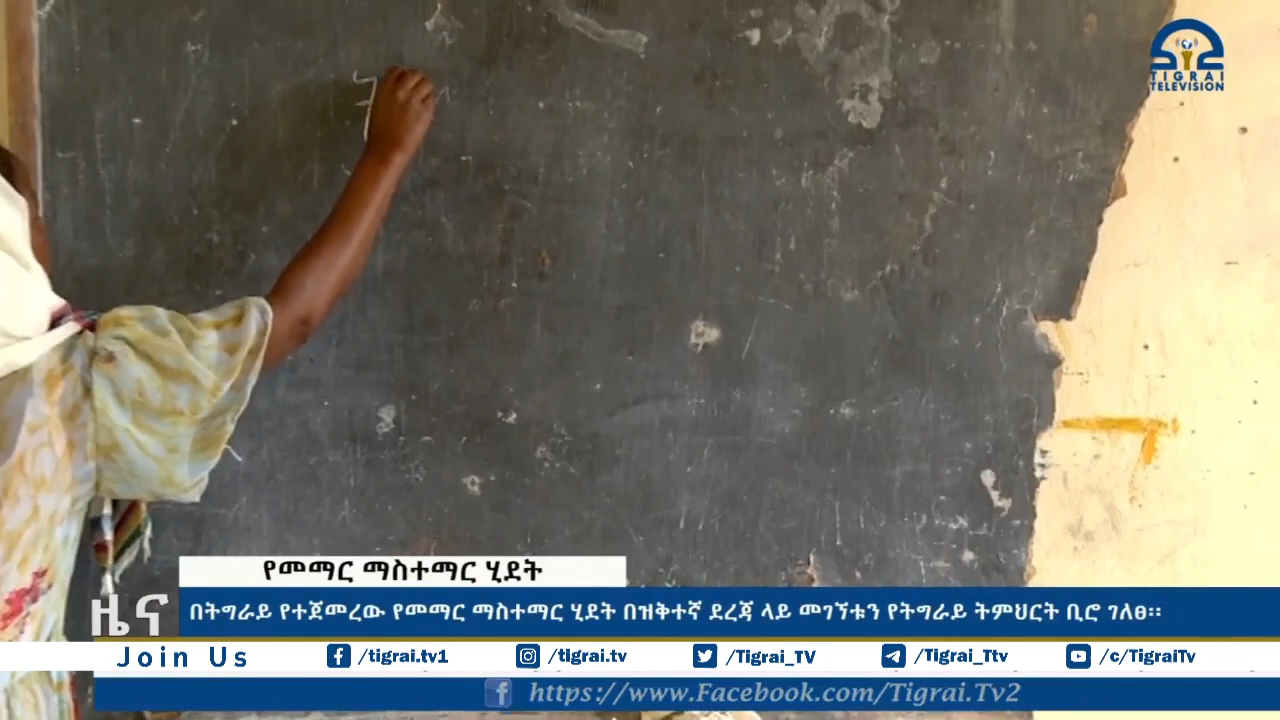 TIGRAI
TELEVISION
የመማር ማስተማር ሂደት
ዜና
በትግራይ የተጀመረው የመማር ማስተማር ሂደት በዝቅተኛ ደረጃ ላይ መገኘቱን የትግራይ ትምህርት ቢሮ ገለፀ፡፡
Join Us /tigrai.tv1 /tigrai.tv /Tigrai_TV /Tigrai_Ttv /c/TigraiTv
https://www.Facebook.com/Tigrai.Tv2